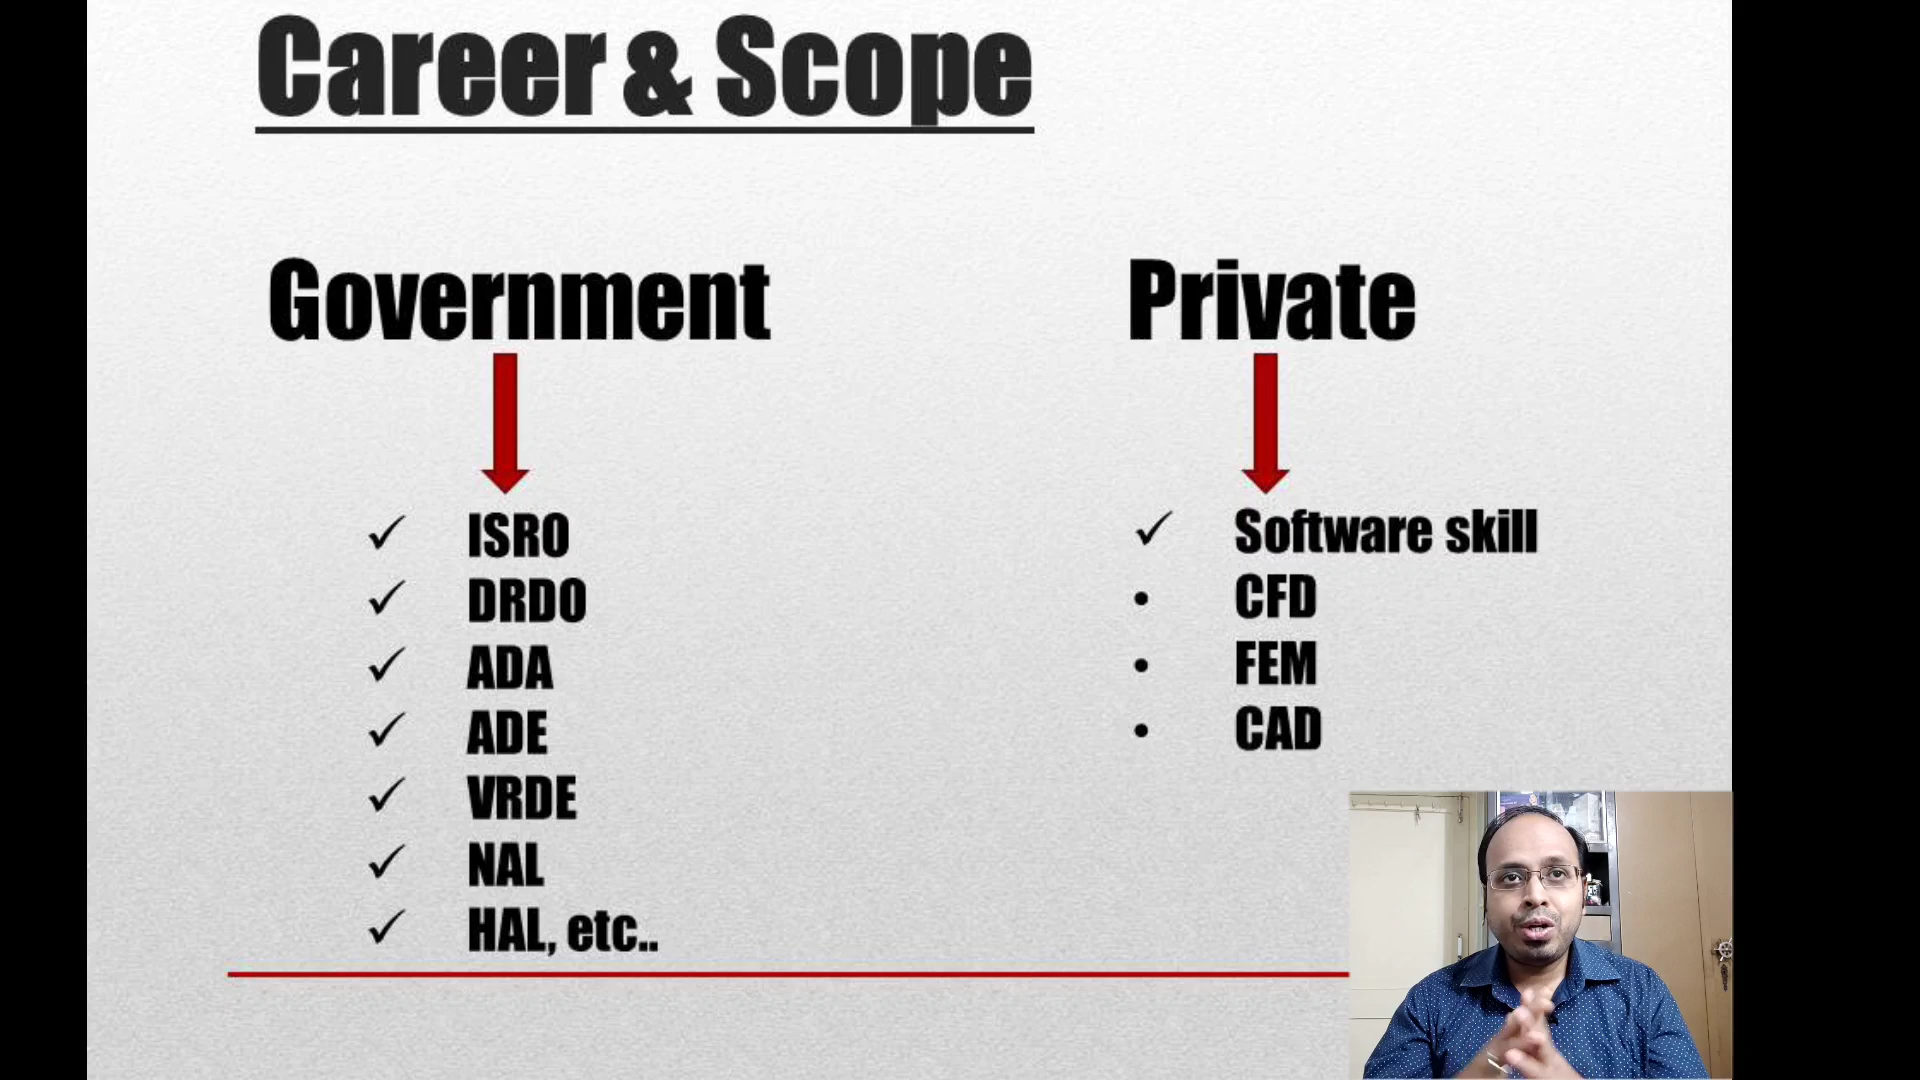 Career & Scope
Government
ISRO
DRDO
ADA
ADE
VRDE
NAL
HAL, etc..
Private
Software skill
CFD
FEM
CAD